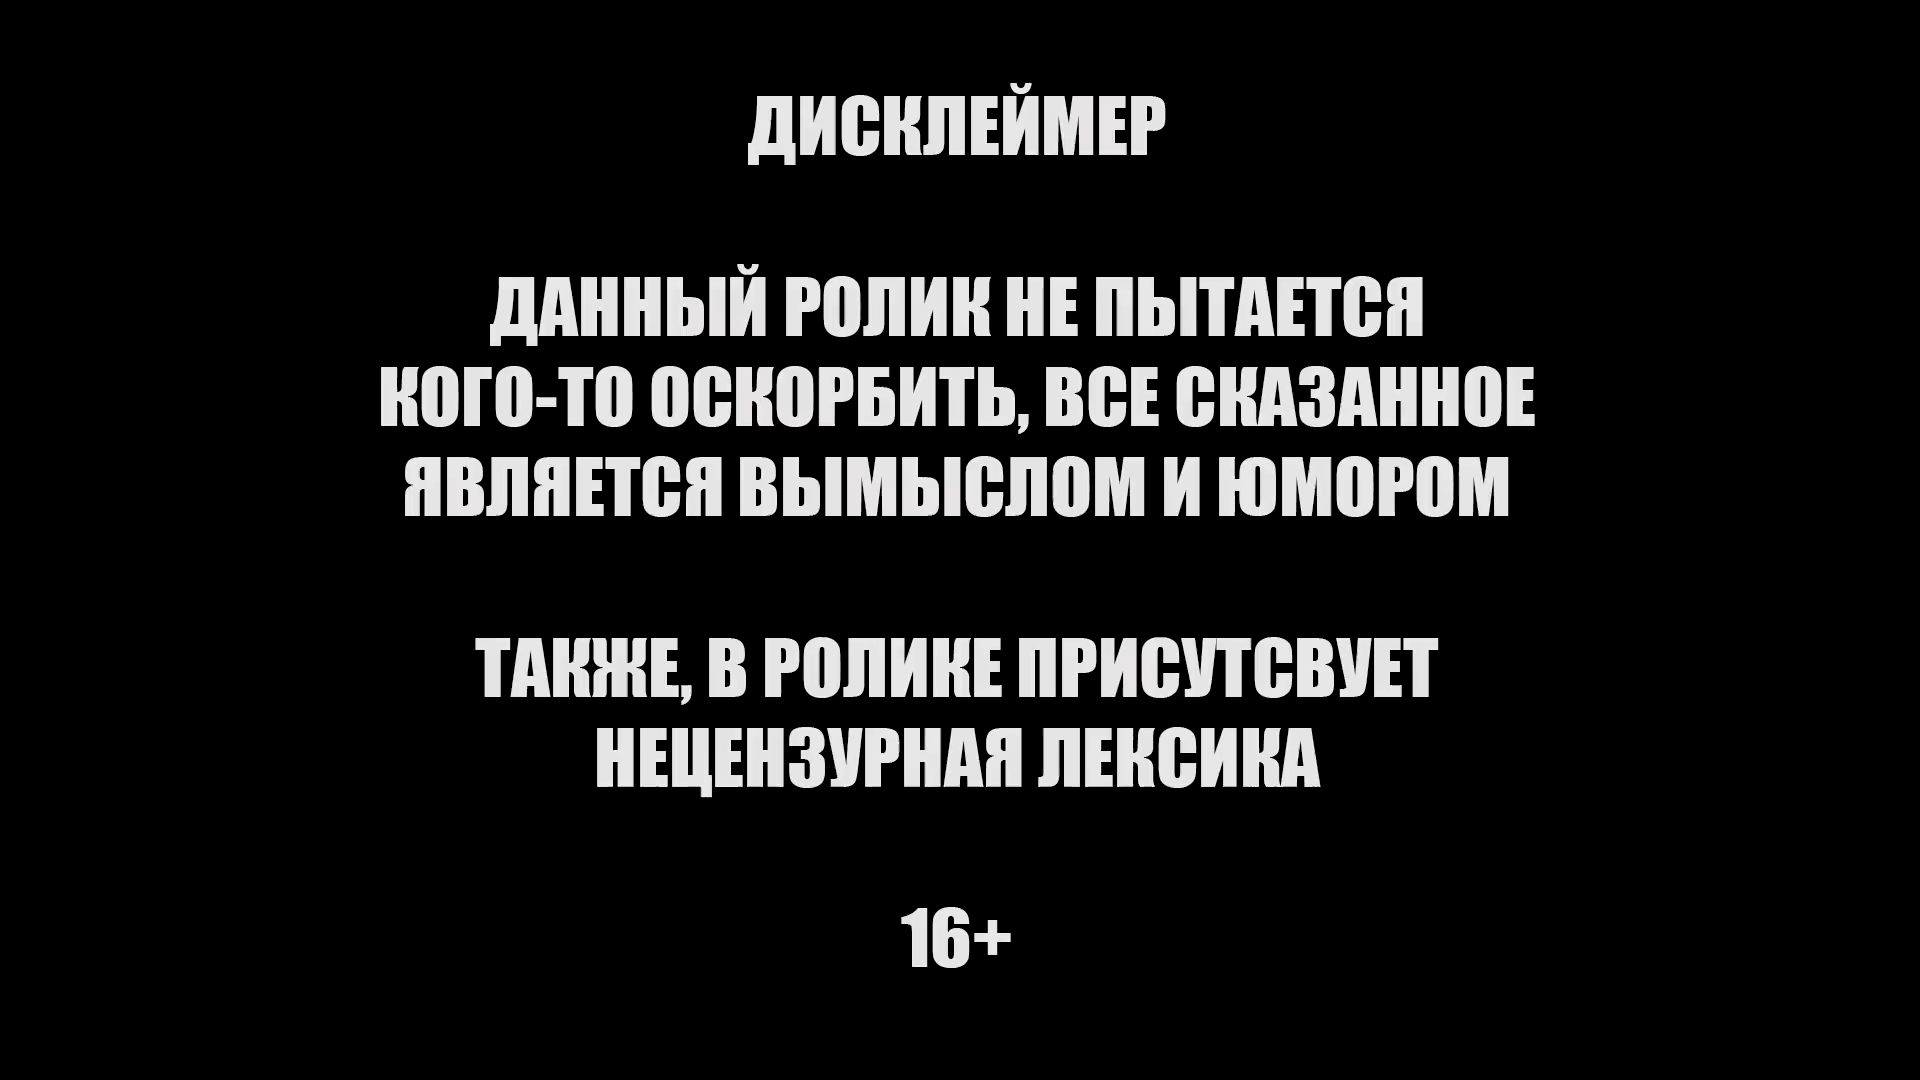 ДИСКЛЕЙМЕР
ДАННЫЙ РОЛИК НЕ ПЫТАЕТСЯ
КОГО-ТО ОСКОРБИТЬ, ВСЕ СКАЗАННОЕ
ЯВЛЯЕТСЯ ВЫМЫСЛОМ И ЮМОРОМ
ТАКЖЕ, В РОЛИКЕ ПРИСУТСВУЕТ
НЕЦЕНЗУРНАЯ ЛЕКСИКА
16+